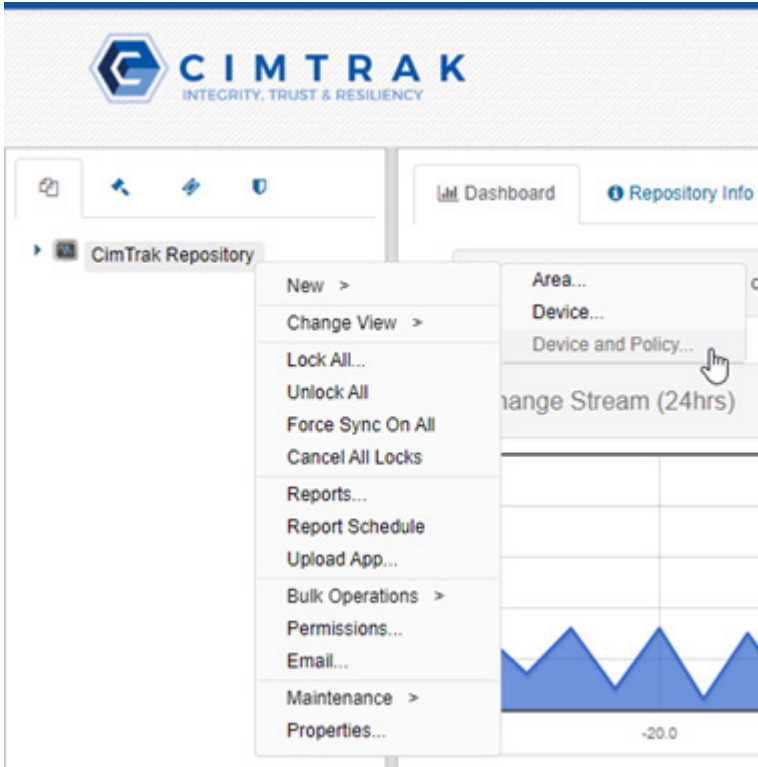 CIMTRAK
INTEGRITY, TRUST & RESILIENCY
Dashboard
Repository Info
CimTrak Repository
New >
Change View >
Lock All...
Unlock All
Force Sync On All
Cancel All Locks
Reports...
Report Schedule
Upload App...
Bulk Operations >
Permissions...
Email...
Maintenance >
Properties...
Area...
Device...
Device and Policy...
hange Stream (24hrs)
-20.0